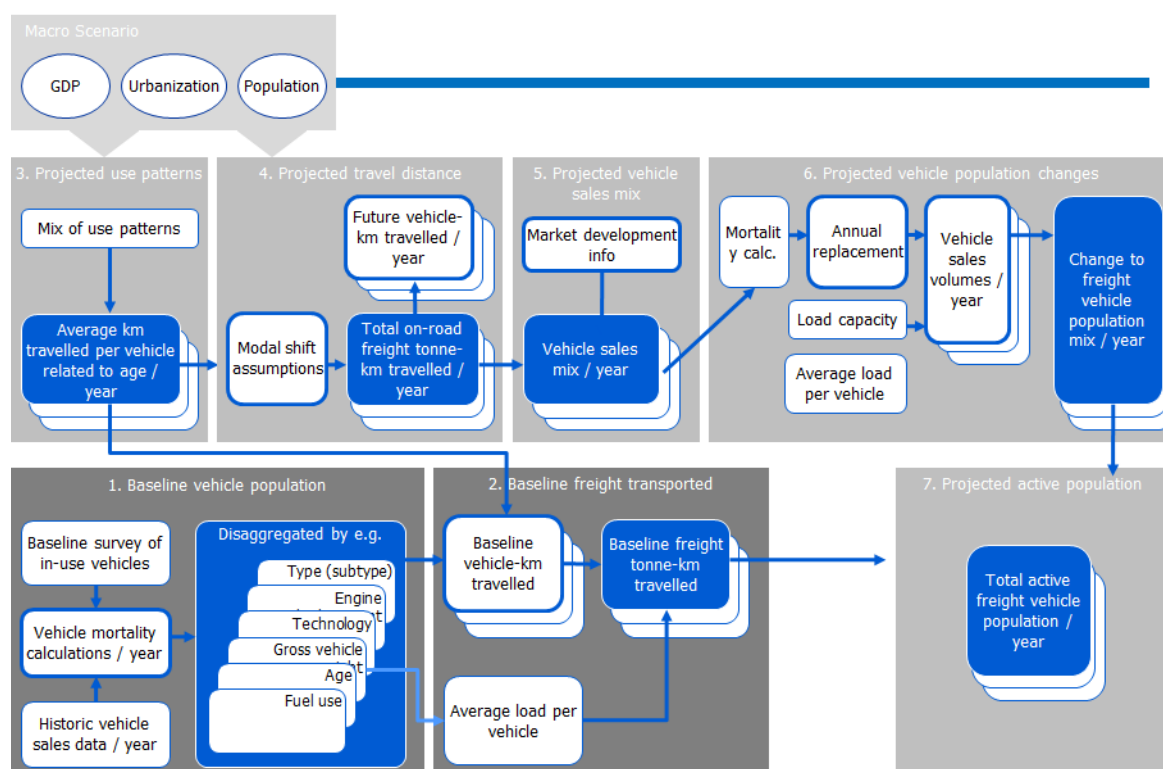 Macro Scenario
GDP
Urbanization
Population
3. Projected use patterns
Mix of use patterns
Average km
travelled per vehicle
related to age /
year
4. Projected travel distance
Future vehicle-
km travelled /
year
Modal shift
assumptions
Total on-road
freight tonne-
km travelled /
year
5. Projected vehicle
sales mix
Market development
info
Vehicle sales
mix / year
6. Projected vehicle population changes
Mortalit
y calc.
Annual
replacement
Vehicle
sales
volumes /
year
Load capacity
Average load
per vehicle
Change to
freight
vehicle
population
mix / year
1. Baseline vehicle population
Baseline survey of
in-use vehicles
Vehicle mortality
calculations / year
Historic vehicle
sales data / year
Disaggregated by e.g.
Type (subtype)
Engine
Technology
Gross vehicle
Age
Fuel use
2. Baseline freight transported
Baseline
vehicle-km
travelled
Baseline freight
tonne-km
travelled
Average load per
vehicle
7. Projected active population
Total active
freight vehicle
population /
year